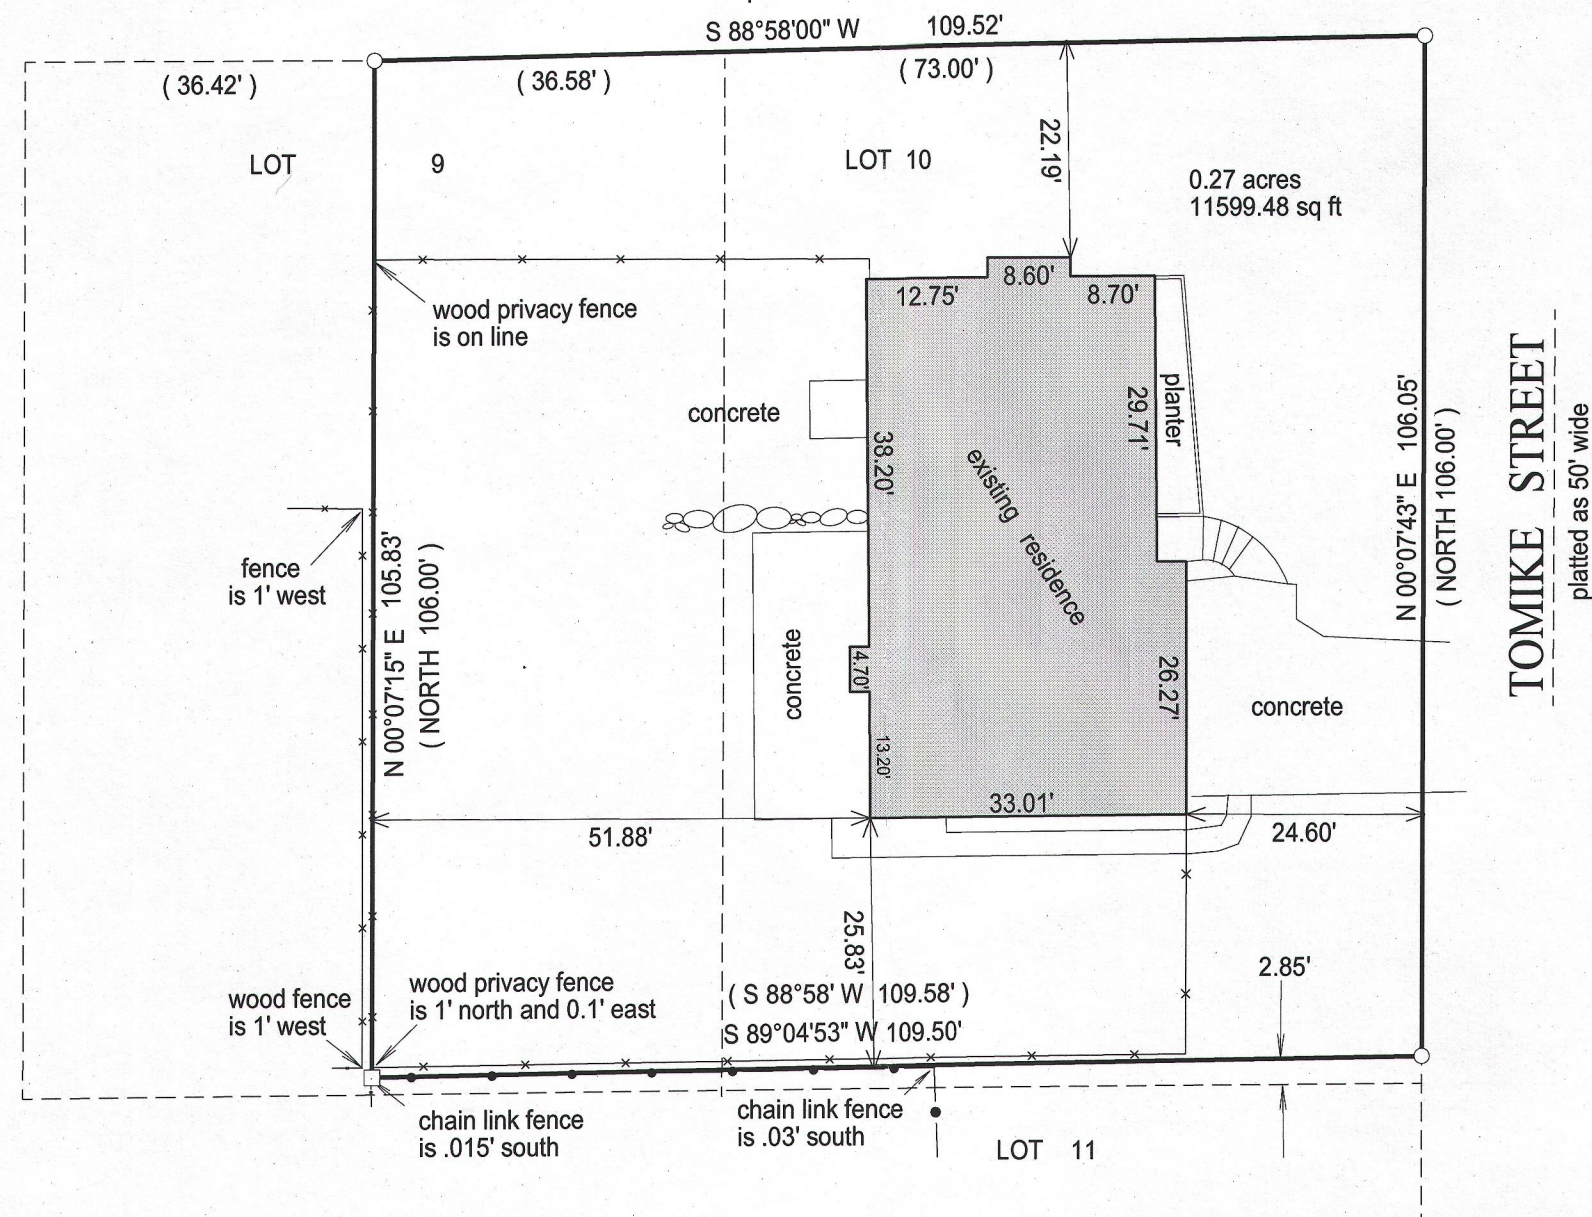 S 88°58'00" W 109.52'
( 36.42' ) ( 36.58' ) ( 73.00' )
LOT 9
LOT 10
22.19'
0.27 acres
11599.48 sq ft
wood privacy fence
is on line
12.75' 8.60' 8.70'
concrete
38.20'
29.71'
planter
existing residence
N 00°07'43" E 106.05'
( NORTH 106.00' )
TOMIKE STREET
platted as 50' wide
fence
is 1' west
N 00°07'15" E 105.83'
( NORTH 106.00' )
concrete
4.70'
13.20'
26.27'
concrete
33.01'
51.88'
24.60'
25.83'
2.85'
wood fence
is 1' west
wood privacy fence
is 1' north and 0.1' east
( S 88°58' W 109.58' )
S 89°04'53" W 109.50'
chain link fence
is .015' south
chain link fence
is .03' south
LOT 11